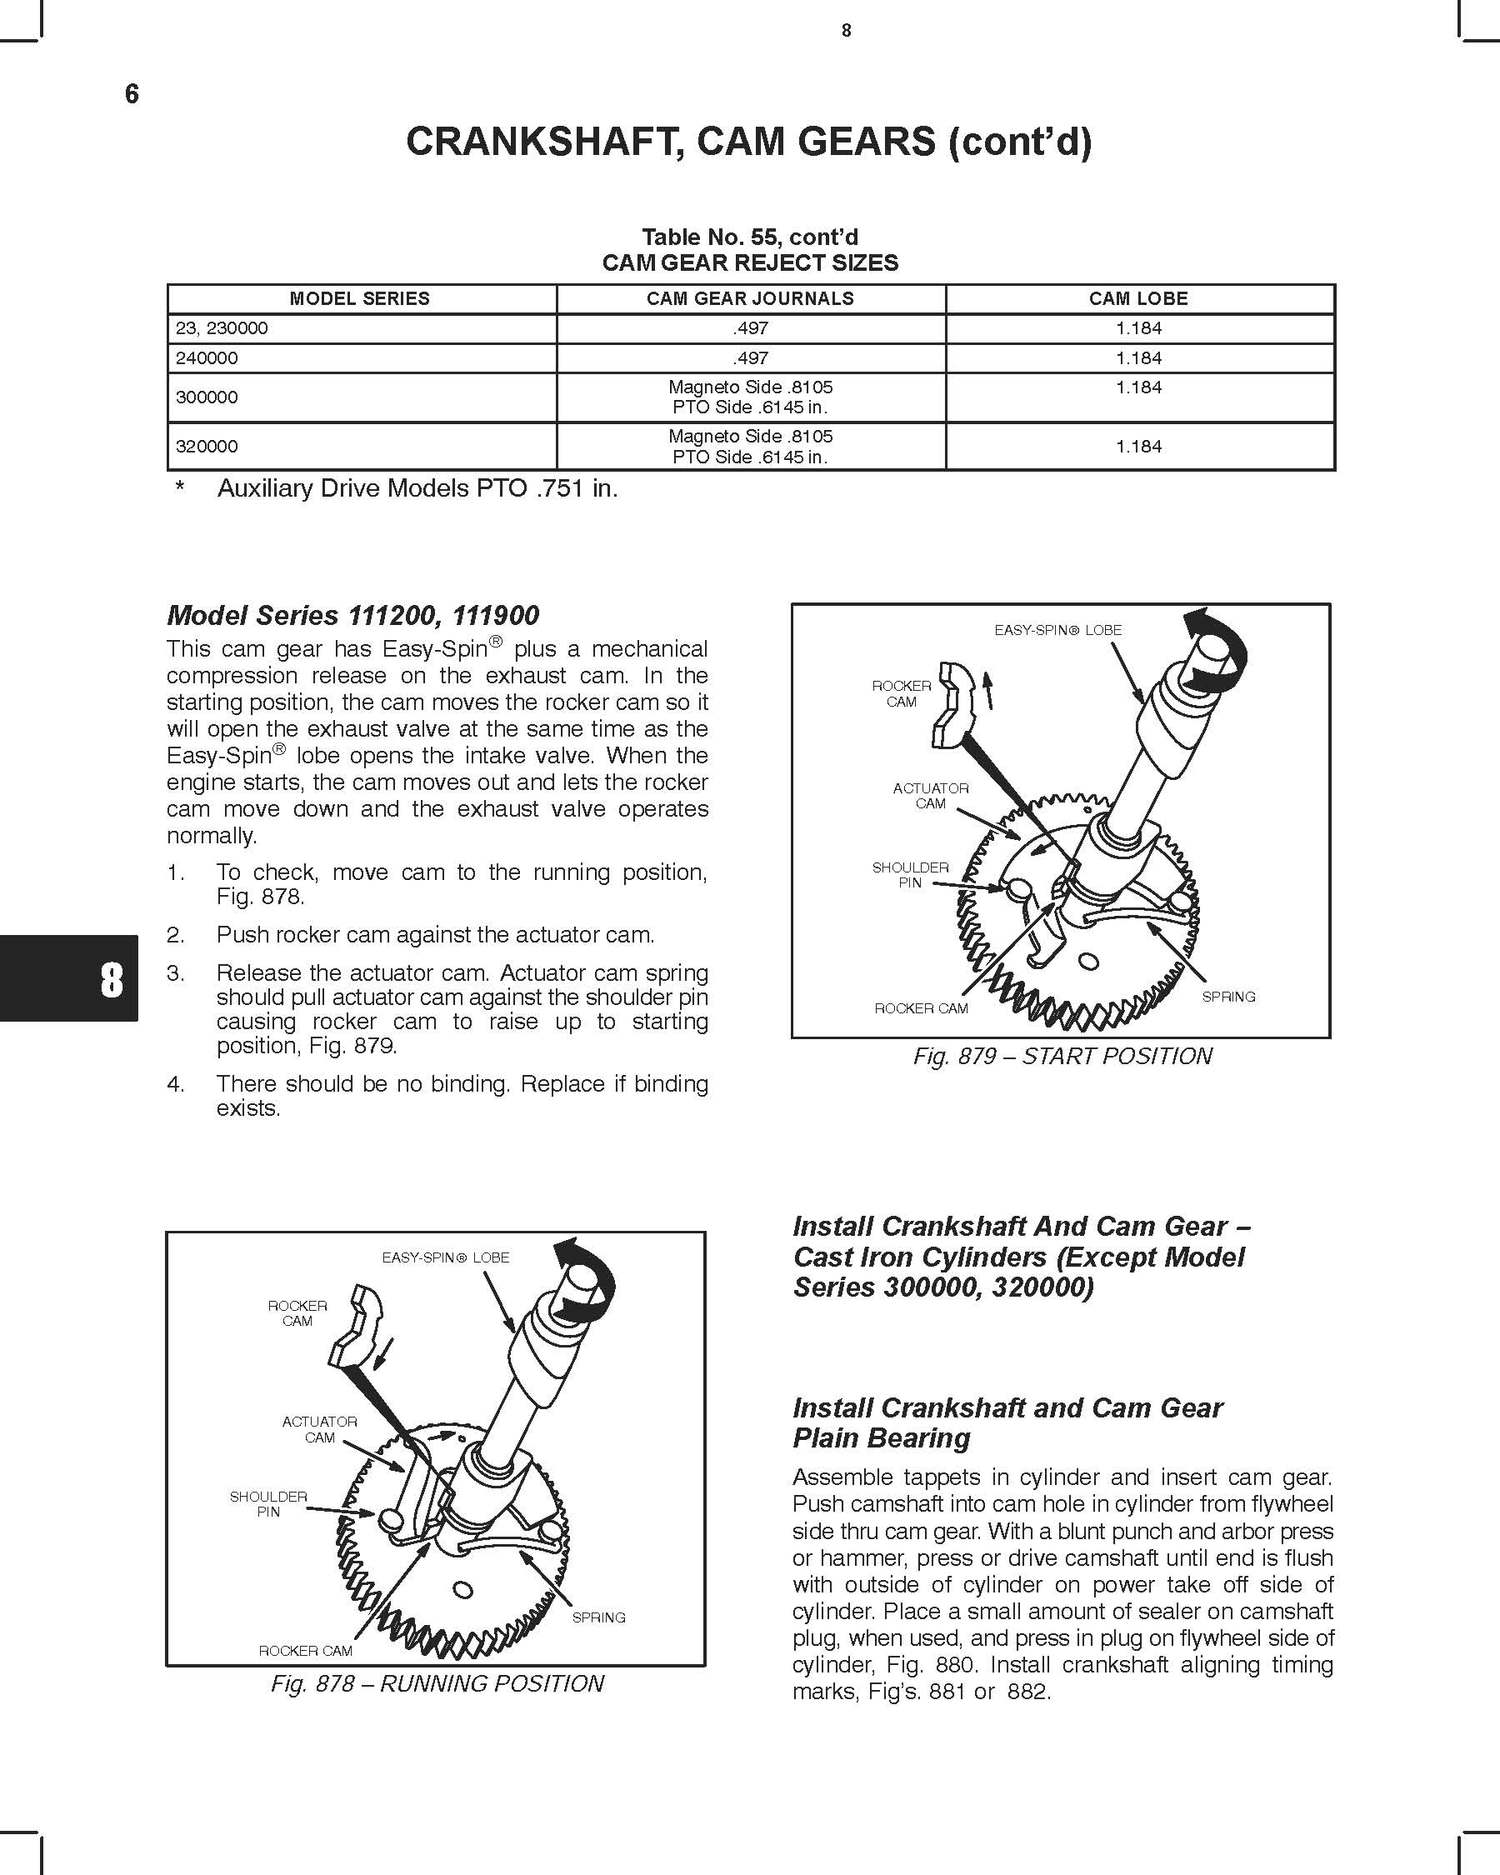 8
6
CRANKSHAFT, CAM GEARS (cont’d)
Table No. 55, cont’d
CAM GEAR REJECT SIZES
MODEL SERIES CAM GEAR JOURNALS CAM LOBE
23, 230000 .497 1.184
240000 .497 1.184
300000 Magneto Side .8105 1.184
PTO Side .6145 in.
320000 Magneto Side .8105 1.184
PTO Side .6145 in.
* Auxiliary Drive Models PTO .751 in.
Model Series 111200, 111900
This cam gear has Easy-Spin® plus a mechanical
compression release on the exhaust cam. In the
starting position, the cam moves the rocker cam so it
will open the exhaust valve at the same time as the
Easy-Spin® lobe opens the intake valve. When the
engine starts, the cam moves out and lets the rocker
cam move down and the exhaust valve operates
normally.
1. To check, move cam to the running position,
Fig. 878.
2. Push rocker cam against the actuator cam.
3. Release the actuator cam. Actuator cam spring
should pull actuator cam against the shoulder pin
causing rocker cam to raise up to starting
position, Fig. 879.
4. There should be no binding. Replace if binding
exists.
8
EASY-SPIN® LOBE
ROCKER
CAM
ACTUATOR
CAM
SHOULDER
PIN
SPRING
ROCKER CAM
Fig. 878 – RUNNING POSITION
EASY-SPIN® LOBE
ROCKER
CAM
ACTUATOR
CAM
SHOULDER
PIN
SPRING
ROCKER CAM
Fig. 879 – START POSITION
Install Crankshaft And Cam Gear –
Cast Iron Cylinders (Except Model
Series 300000, 320000)
Install Crankshaft and Cam Gear
Plain Bearing
Assemble tappets in cylinder and insert cam gear.
Push camshaft into cam hole in cylinder from flywheel
side thru cam gear. With a blunt punch and arbor press
or hammer, press or drive camshaft until end is flush
with outside of cylinder on power take off side of
cylinder. Place a small amount of sealer on camshaft
plug, when used, and press in plug on flywheel side of
cylinder, Fig. 880. Install crankshaft aligning timing
marks, Fig’s. 881 or 882.